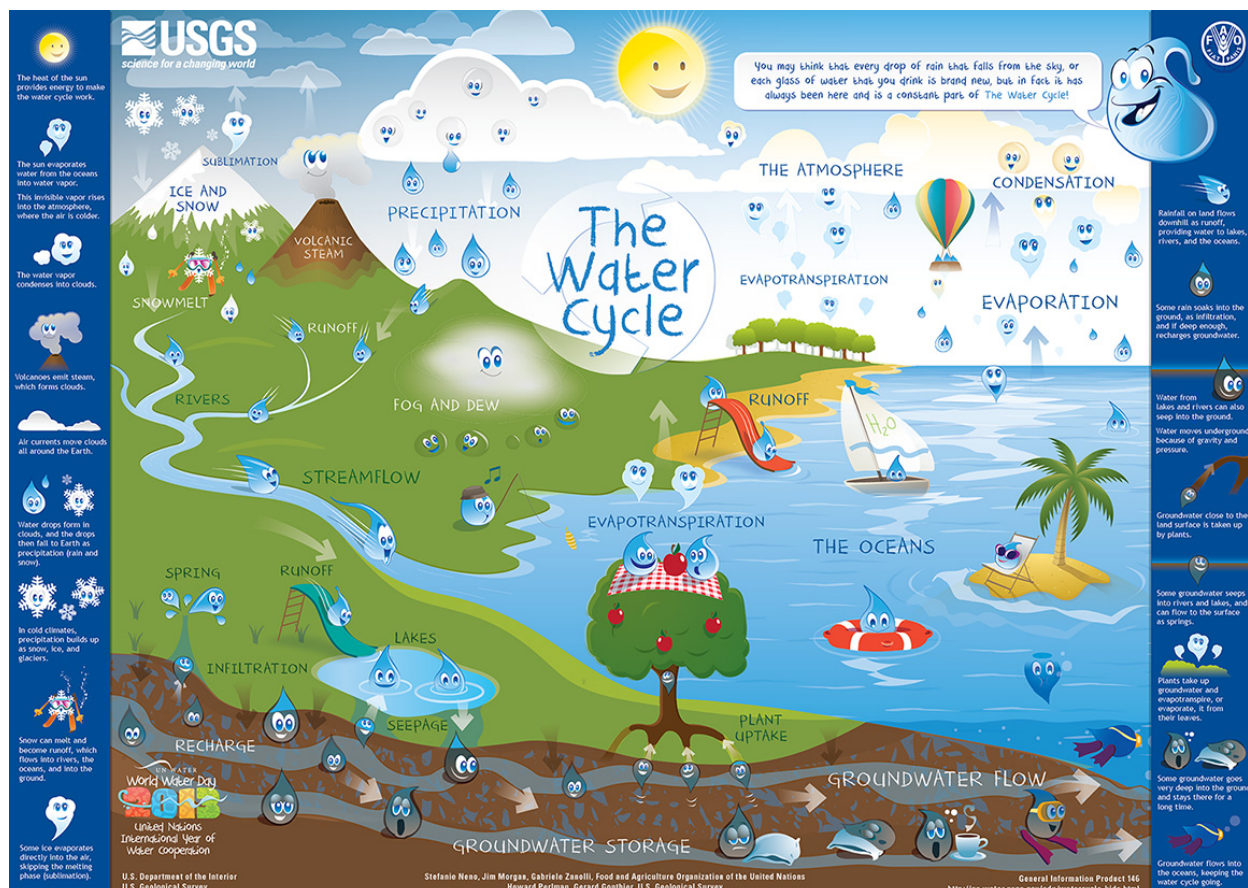 USGS
science for a changing world
FAO
FIAT PANIS
You may think that every drop of rain that falls from the sky, or
each glass of water that you drink is brand new, but in fact it has
always been here and is a constant part of The Water Cycle!
The heat of the sun
provides energy to make
the water cycle work.
The sun evaporates
water from the oceans
into water vapor.
This invisible vapor rises
into the atmosphere,
where the air is colder.
The water vapor
condenses into clouds.
Volcanoes emit steam,
which forms clouds.
Air currents move clouds
all around the Earth.
Water drops form in
clouds, and the drops
then fall to Earth as
precipitation (rain and
snow).
In cold climates,
precipitation builds up
as snow, ice, and
glaciers.
Snow can melt and
become runoff, which
flows into rivers, the
oceans, and into the
ground.
Some ice evaporates
directly into the air,
skipping the melting
phase (sublimation).
SUBLIMATION
ICE AND
SNOW
VOLCANIC
STEAM
PRECIPITATION
The
Water
Cycle
THE ATMOSPHERE
CONDENSATION
EVAPOTRANSPIRATION
EVAPORATION
SNOWMELT
RUNOFF
RIVERS
FOG AND DEW
RUNOFF
H2O
STREAMFLOW
EVAPOTRANSPIRATION
THE OCEANS
SPRING
RUNOFF
LAKES
INFILTRATION
SEEPAGE
PLANT
UPTAKE
RECHARGE
GROUNDWATER FLOW
GROUNDWATER STORAGE
UN WATER
World Water Day
2013
United Nations
International Year of
Water Cooperation
Rainfall on land flows
downhill as runoff,
providing water to lakes,
rivers, and the oceans.
Some rain soaks into the
ground, as infiltration,
and if deep enough,
recharges groundwater.
Water from
lakes and rivers can also
seep into the ground.
Water moves underground
because of gravity and
pressure.
Groundwater close to the
land surface is taken up
by plants.
Some groundwater seeps
into rivers and lakes, and
can flow to the surface
as springs.
Plants take up
groundwater and
evapotranspire, or
evaporate, it from
their leaves.
Some groundwater goes
very deep into the ground
and stays there for a
long time.
Groundwater flows into
the oceans, keeping the
water cycle going.
U.S. Department of the Interior
U.S. Geological Survey
Stefanie Neno, Jim Morgan, Gabriele Zanolli, Food and Agriculture Organization of the United Nations
Howard Perlman, Gerard Gonthier, U.S. Geological Survey
General Information Product 146